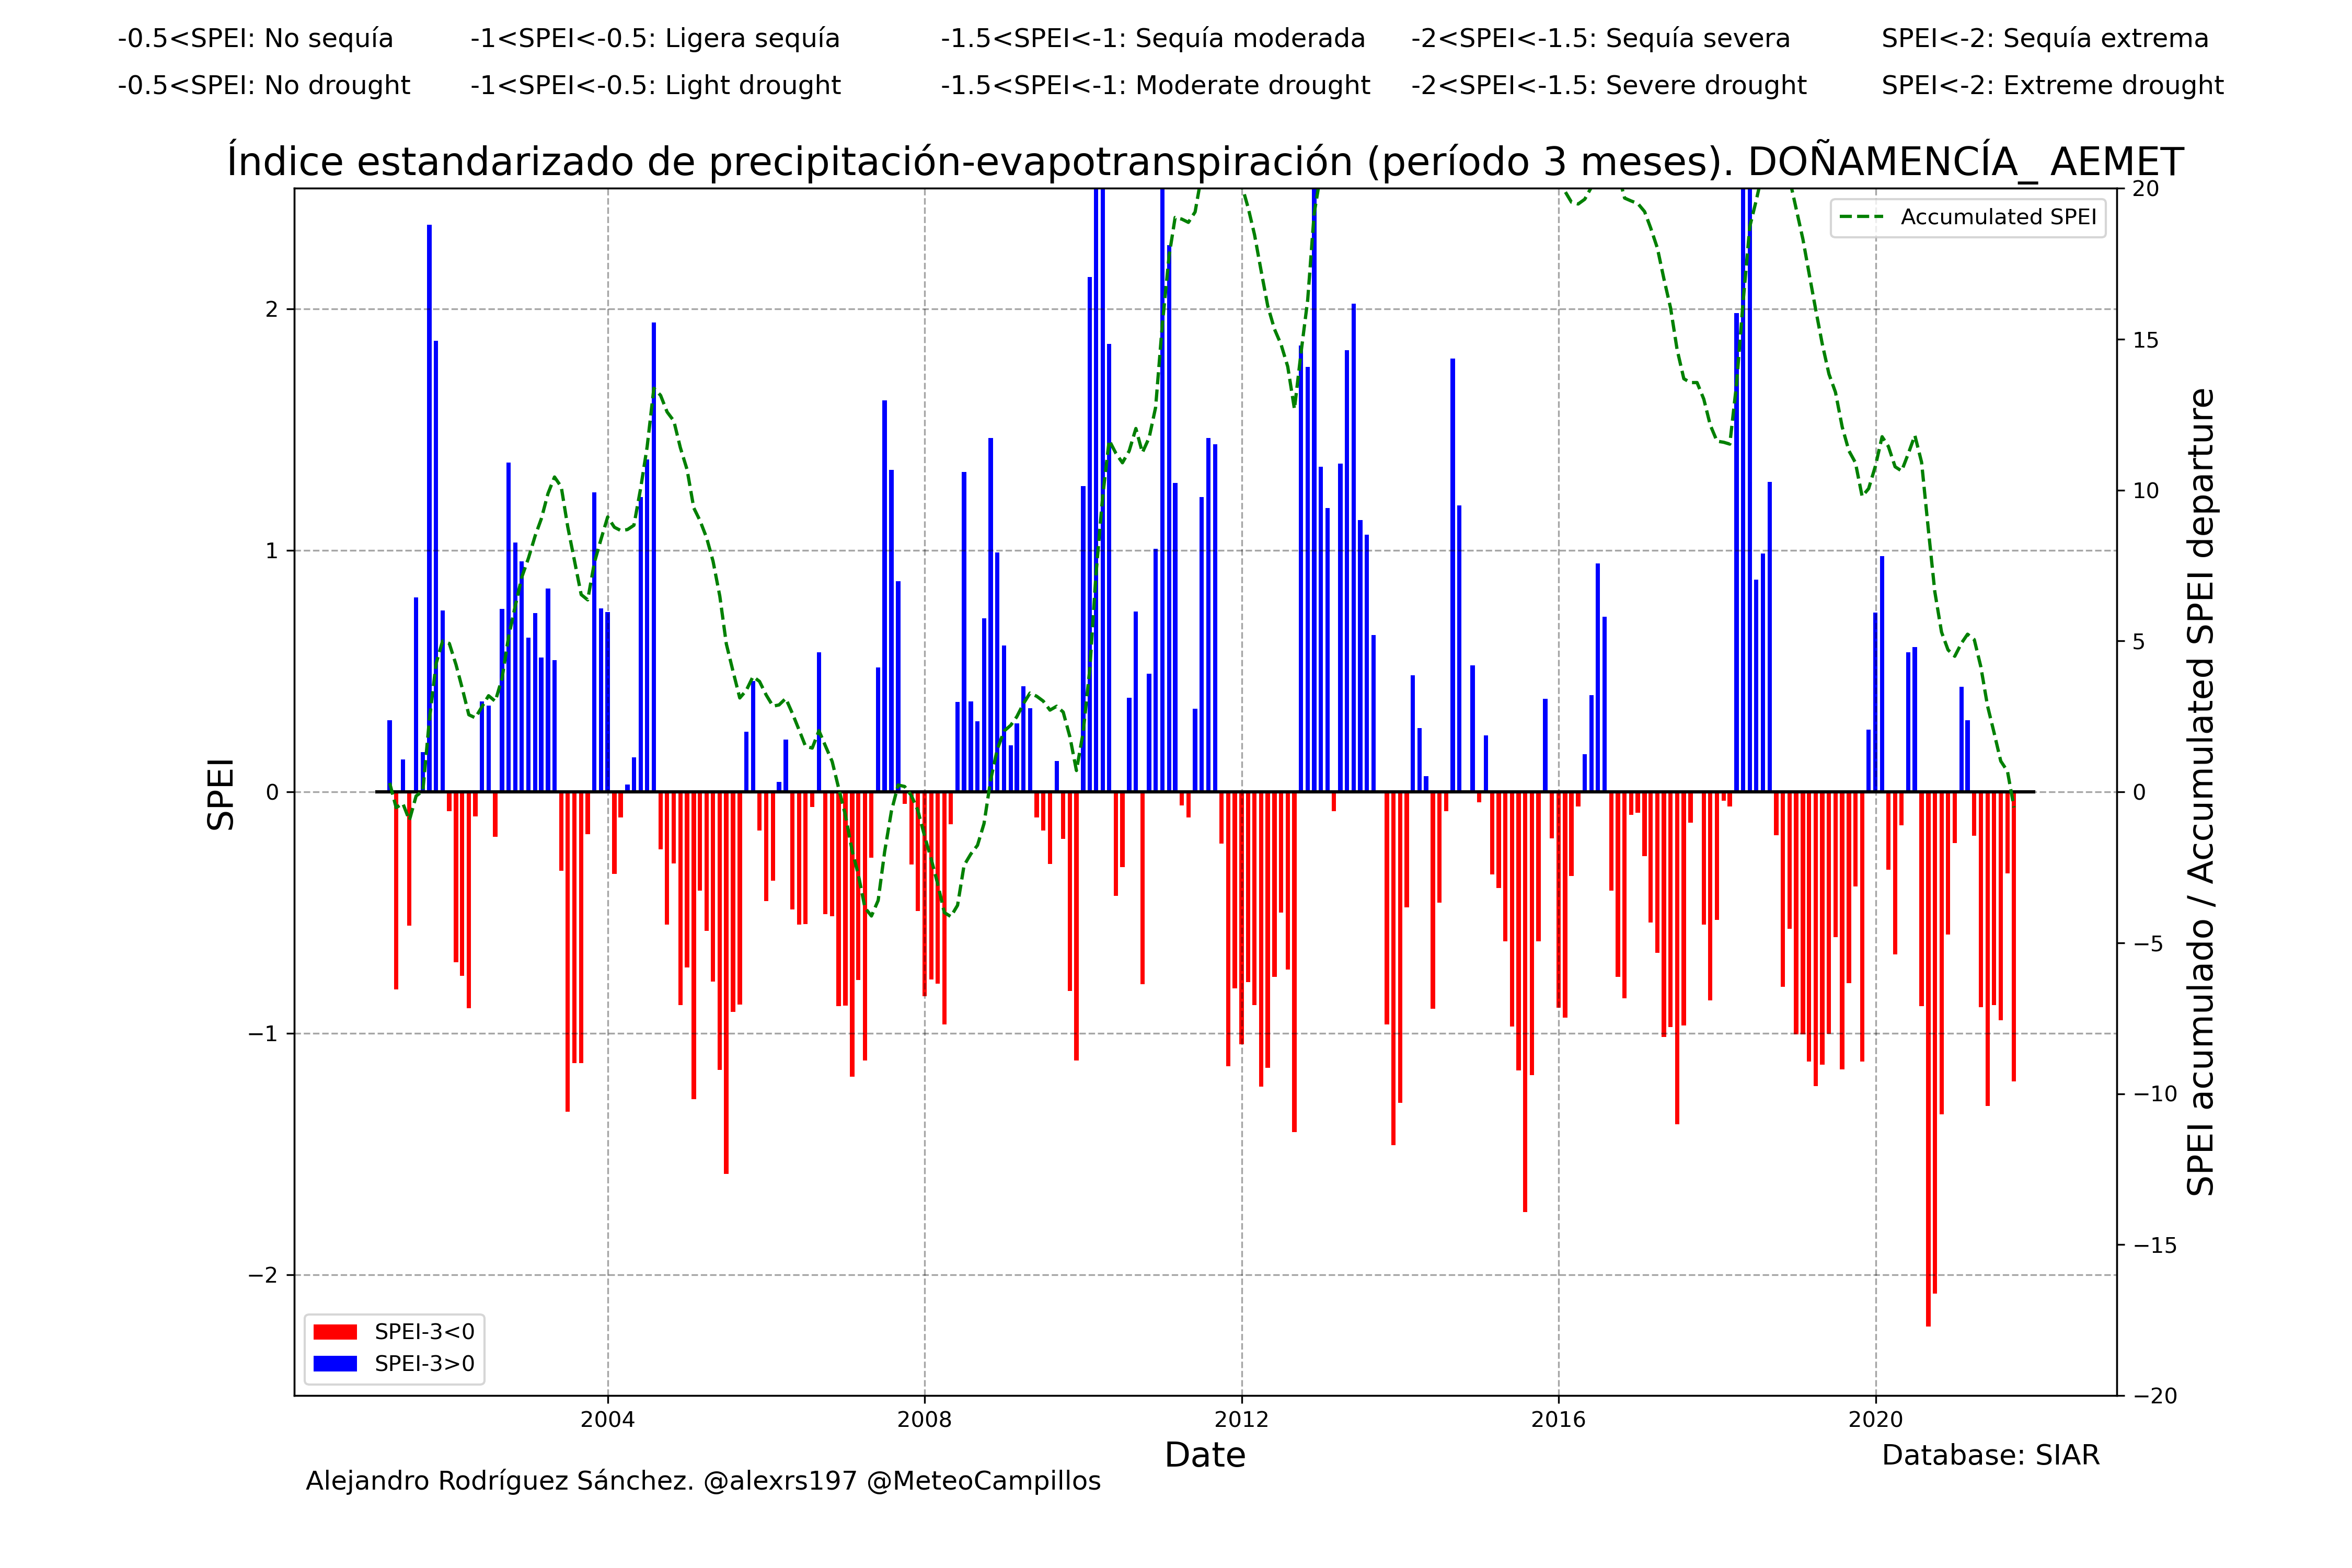 -0.5<SPEI: No sequía -1<SPEI<-0.5: Ligera sequía -1.5<SPEI<-1: Sequía moderada -2<SPEI<-1.5: Sequía severa SPEI<-2: Sequía extrema
-0.5<SPEI: No drought -1<SPEI<-0.5: Light drought -1.5<SPEI<-1: Moderate drought -2<SPEI<-1.5: Severe drought SPEI<-2: Extreme drought
Índice estandarizado de precipitación-evapotranspiración (período 3 meses). DOÑAMENCÍA_ AEMET
Accumulated SPEI
SPEI
2
1
0
−1
−2
20
15
10
5
0
−5
−10
−15
−20
SPEI acumulado / Accumulated SPEI departure
SPEI-3<0
SPEI-3>0
2004 2008 2012 2016 2020
Date
Database: SIAR
Alejandro Rodríguez Sánchez. @alexrs197 @MeteoCampillos